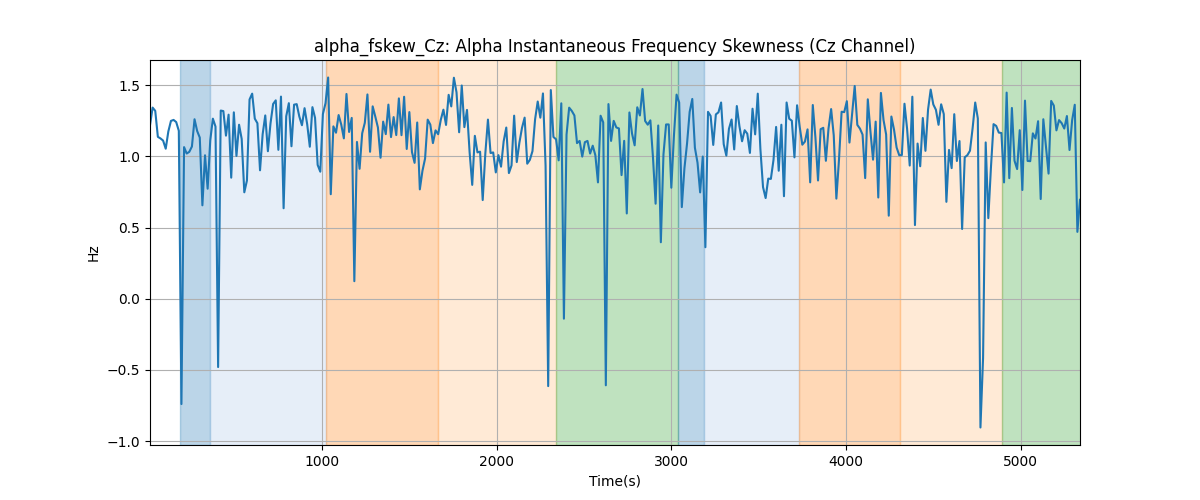 alpha_fskew_Cz: Alpha Instantaneous Frequency Skewness (Cz Channel)
1.5
1.0
0.5
0.0
−0.5
−1.0
Hz
1000 2000 3000 4000 5000
Time(s)